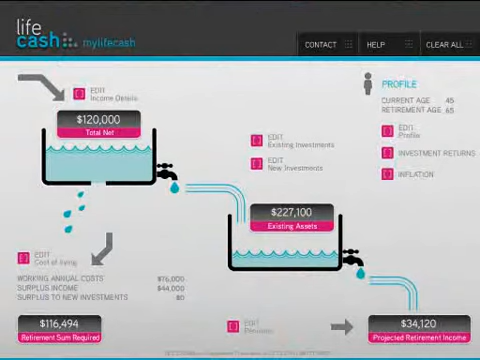 life
cash
mylifecash
CONTACT
HELP
CLEAR ALL
EDIT
Income Details
$120,000
Total Net
PROFILE
CURRENT AGE 45
RETIREMENT AGE 65
EDIT
Profile
INVESTMENT RETURNS
INFLATION
EDIT
Existing Investments
EDIT
New Investments
$227,100
Existing Assets
EDIT
Cost of living
WORKING ANNUAL COSTS $76,000
SURPLUS INCOME $44,000
SURPLUS TO NEW INVESTMENTS $0
$116,494
Retirement Sum Required
EDIT
Pension
$34,120
Projected Retirement Income